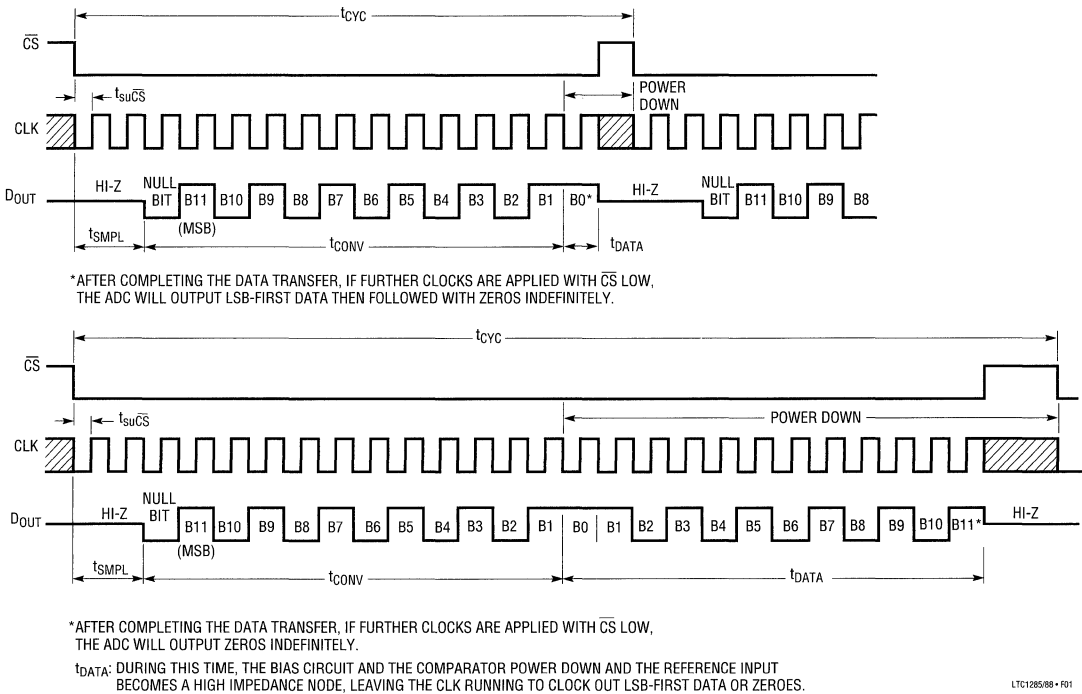 tCYC
CS
POWER
DOWN
tsuCS
CLK
HI-Z
NULL
BIT
B11
B10
B9
B8
B7
B6
B5
B4
B3
B2
B1
B0*
HI-Z
NULL
BIT
B11
B10
B9
B8
DOUT
(MSB)
tSMPL
tCONV
tDATA
*AFTER COMPLETING THE DATA TRANSFER, IF FURTHER CLOCKS ARE APPLIED WITH CS LOW,
THE ADC WILL OUTPUT LSB-FIRST DATA THEN FOLLOWED WITH ZEROS INDEFINITELY.
tCYC
CS
tsuCS
POWER DOWN
CLK
NULL
BIT
DOUT
HI-Z
B11
B10
B9
B8
B7
B6
B5
B4
B3
B2
B1
B0
B1
B2
B3
B4
B5
B6
B7
B8
B9
B10
B11*
HI-Z
(MSB)
tSMPL
tCONV
tDATA
*AFTER COMPLETING THE DATA TRANSFER, IF FURTHER CLOCKS ARE APPLIED WITH CS LOW,
THE ADC WILL OUTPUT ZEROS INDEFINITELY.
tDATA: DURING THIS TIME, THE BIAS CIRCUIT AND THE COMPARATOR POWER DOWN AND THE REFERENCE INPUT
BECOMES A HIGH IMPEDANCE NODE, LEAVING THE CLK RUNNING TO CLOCK OUT LSB-FIRST DATA OR ZEROES.
LTC1285/88 • F01